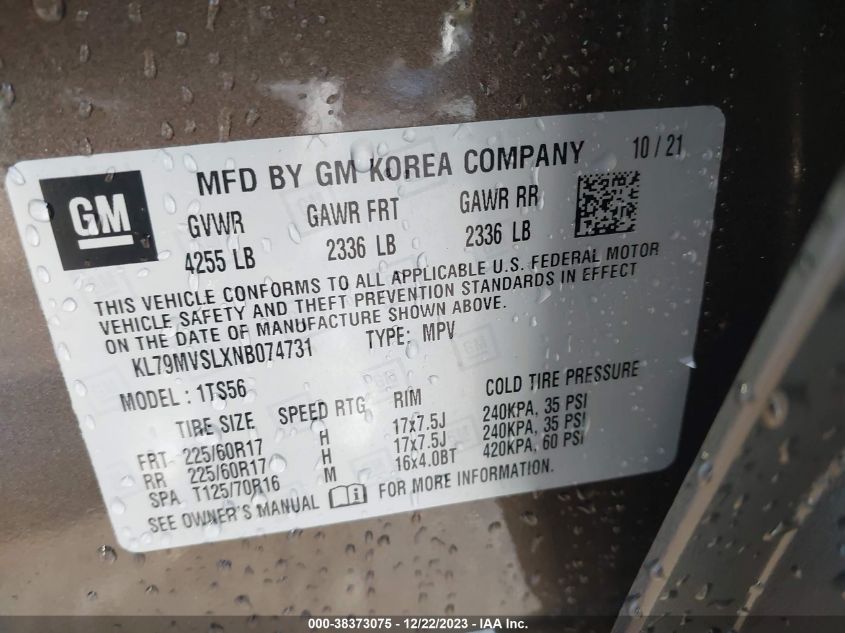 MFD BY GM KOREA COMPANY 10 / 21
GM
GVWR GAWR FRT GAWR RR
4255 LB 2336 LB 2336 LB
THIS VEHICLE CONFORMS TO ALL APPLICABLE U.S. FEDERAL MOTOR
VEHICLE SAFETY AND THEFT PREVENTION STANDARDS IN EFFECT
ON THE DATE OF MANUFACTURE SHOWN ABOVE.
KL79MVSLXNB074731 TYPE: MPV
MODEL: 1TS56
TIRE SIZE SPEED RTG RIM COLD TIRE PRESSURE
FRT- 225/60R17 H 17x7.5J 240KPA, 35 PSI
RR 225/60R17 H 17x7.5J 240KPA, 35 PSI
SPA T125/70R16 M 16x4.0BT 420KPA, 60 PSI
SEE OWNER'S MANUAL FOR MORE INFORMATION.
000-38373075 - 12/22/2023 - IAA Inc.